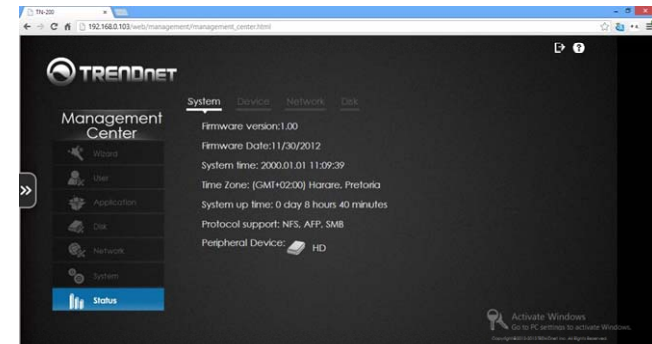 TN-200
192.168.0.103/web/management/management_center.html
TRENDNET
System Device Network Disk
Management
Center
Firmware version:1.00
Firmware Date:11/30/2012
System time: 2000.01.01 11:09:39
Time Zone: (GMT+02:00) Harare, Pretoria
System up time: 0 day 8 hours 40 minutes
Protocol support: NFS, AFP, SMB
Peripheral Device: HD
Wizard
User
Application
Disk
Network
System
Status
Activate Windows
Go to PC settings to activate Windows.